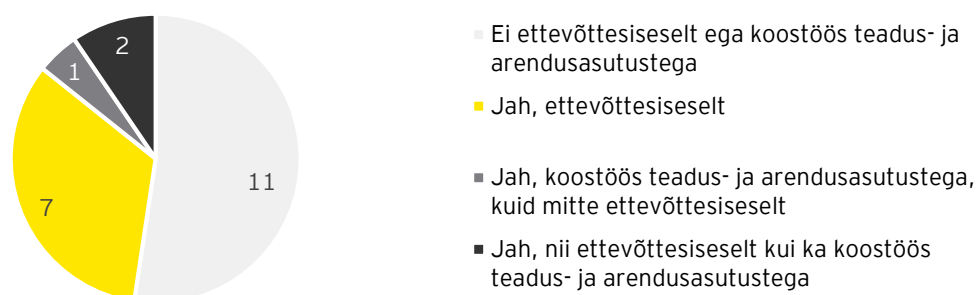 2
1
11
7
Ei ettevõttesiseselt ega koostöös teadus- ja
arendusasutustega
Jah, ettevõttesiseselt
Jah, koostöös teadus- ja arendusasutustega,
kuid mitte ettevõttesiseselt
Jah, nii ettevõttesiseselt kui ka koostöös
teadus- ja arendusasutustega